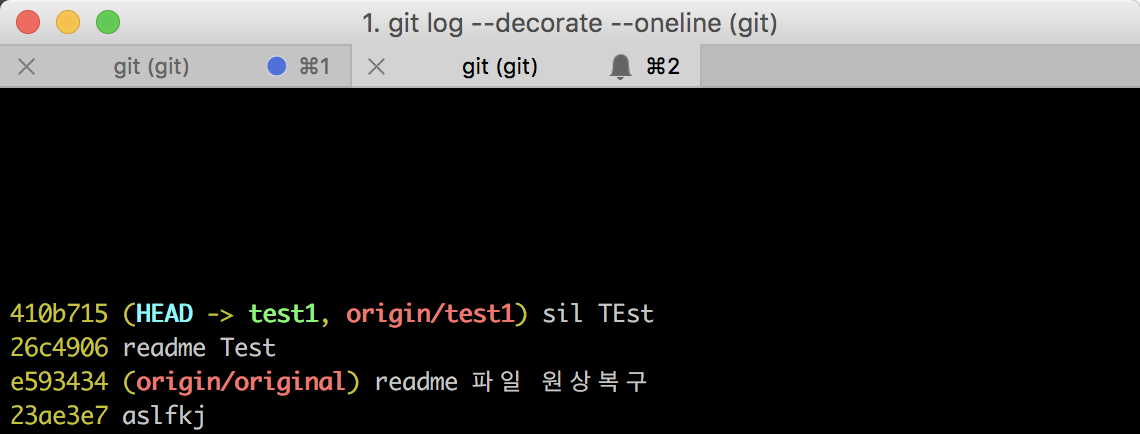 1. git log --decorate --oneline (git)
git (git) ⌘1 git (git) ⌘2
410b715 (HEAD -> test1, origin/test1) sil TEst
26c4906 readme Test
e593434 (origin/original) readme 파일 원상복구
23ae3e7 aslfkj